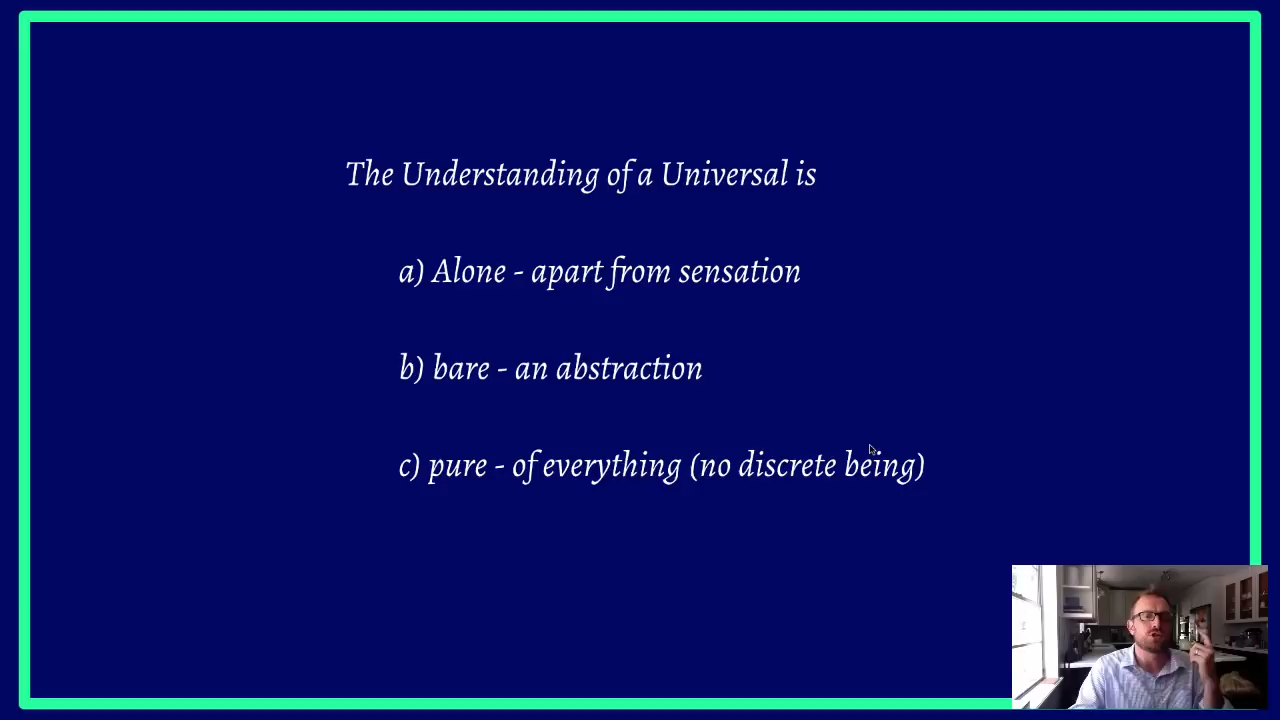 The Understanding of a Universal is
a) Alone - apart from sensation
b) bare - an abstraction
c) pure - of everything (no discrete being)